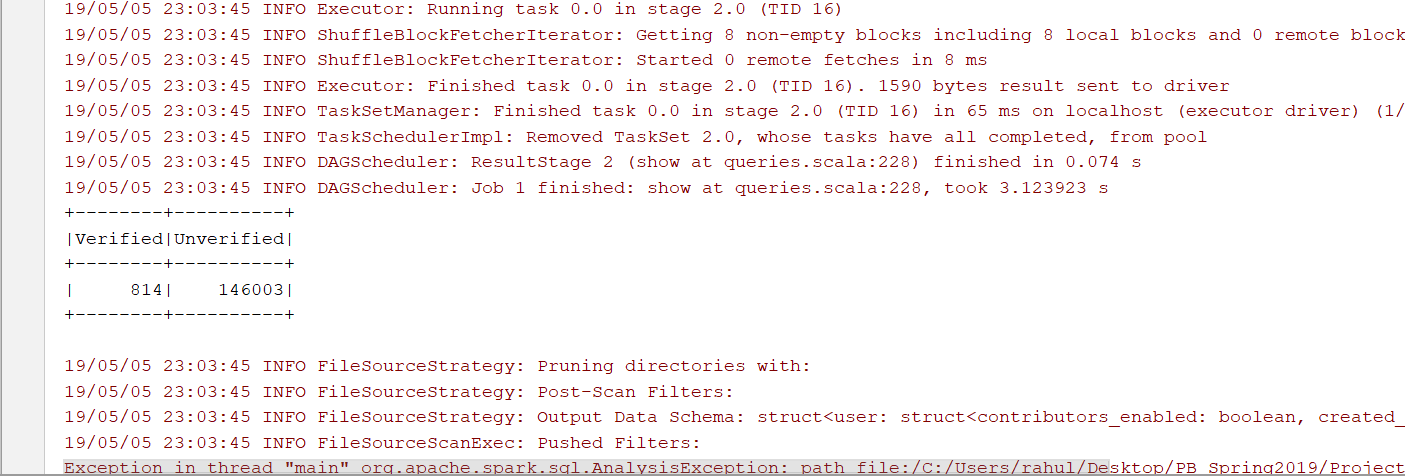 19/05/05 23:03:45 INFO Executor: Running task 0.0 in stage 2.0 (TID 16)
19/05/05 23:03:45 INFO ShuffleBlockFetcherIterator: Getting 8 non-empty blocks including 8 local blocks and 0 remote block
19/05/05 23:03:45 INFO ShuffleBlockFetcherIterator: Started 0 remote fetches in 8 ms
19/05/05 23:03:45 INFO Executor: Finished task 0.0 in stage 2.0 (TID 16). 1590 bytes result sent to driver
19/05/05 23:03:45 INFO TaskSetManager: Finished task 0.0 in stage 2.0 (TID 16) in 65 ms on localhost (executor driver) (1/
19/05/05 23:03:45 INFO TaskSchedulerImpl: Removed TaskSet 2.0, whose tasks have all completed, from pool
19/05/05 23:03:45 INFO DAGScheduler: ResultStage 2 (show at queries.scala:228) finished in 0.074 s
19/05/05 23:03:45 INFO DAGScheduler: Job 1 finished: show at queries.scala:228, took 3.123923 s
+--------+----------+
|Verified|Unverified|
+--------+----------+
|     814|    146003|
+--------+----------+
19/05/05 23:03:45 INFO FileSourceStrategy: Pruning directories with:
19/05/05 23:03:45 INFO FileSourceStrategy: Post-Scan Filters:
19/05/05 23:03:45 INFO FileSourceStrategy: Output Data Schema: struct<user: struct<contributors_enabled: boolean, created_
19/05/05 23:03:45 INFO FileSourceScanExec: Pushed Filters:
Exception in thread "main" org.apache.spark.sql.AnalysisException: path file:/C:/Users/rahul/Desktop/PB Spring2019/Project